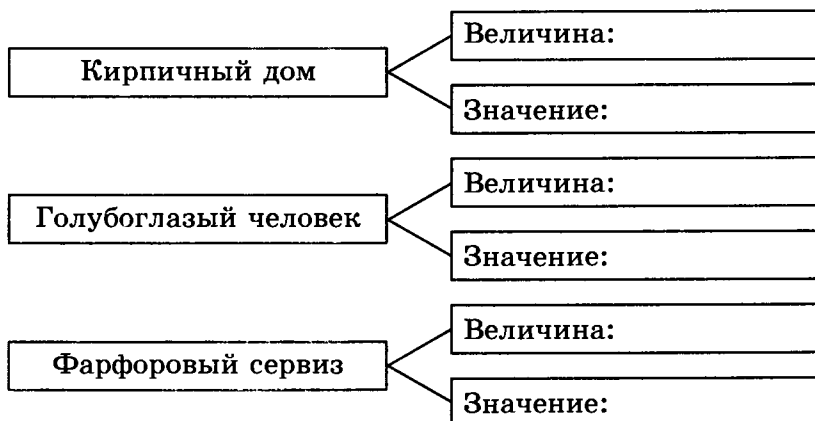 Кирпичный дом
Величина:
Значение:
Голубоглазый человек
Величина:
Значение:
Фарфоровый сервиз
Величина:
Значение: